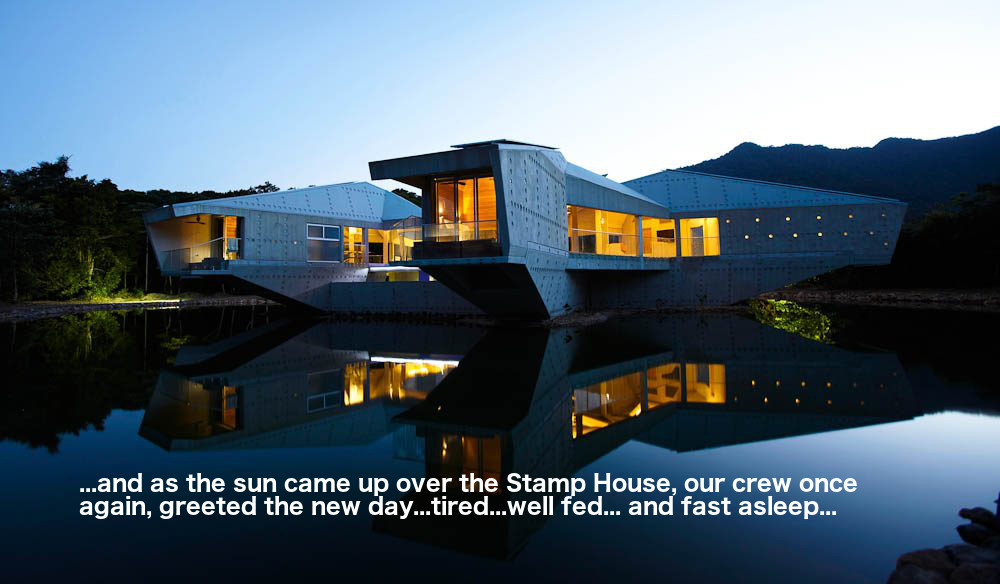 ...and as the sun came up over the Stamp House, our crew once
again, greeted the new day...tired...well fed... and fast asleep...